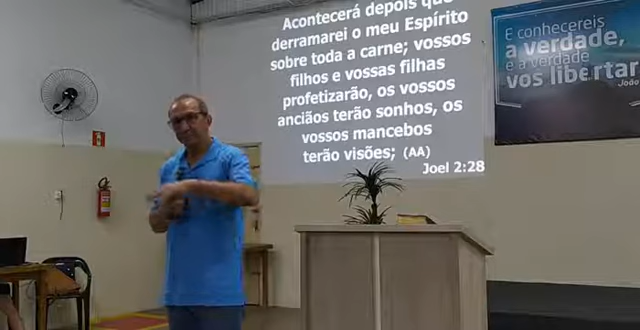 Acontecerá depois que
derramarei o meu Espírito
sobre toda a carne; vossos
filhos e vossas filhas
profetizarão, os vossos
anciãos terão sonhos, os
vossos mancebos
terão visões; (AA)
Joel 2:28
E conhecereis
a verdade,
e a verdade
vos libertar
João